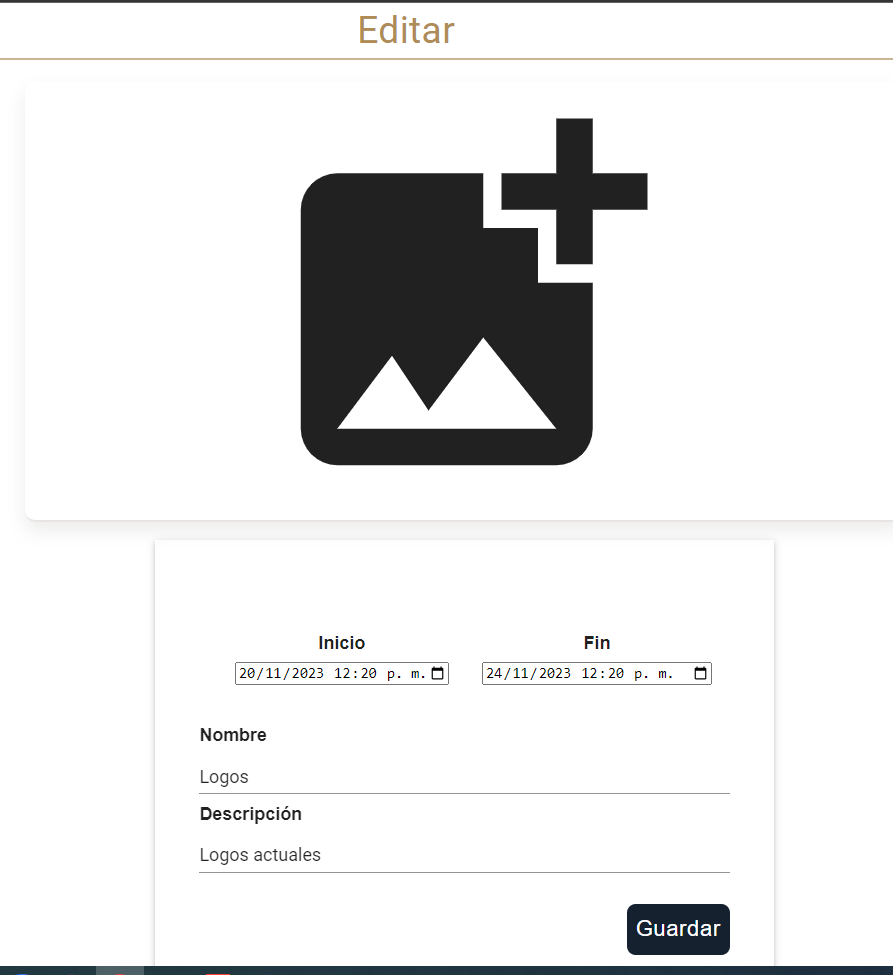 Editar
Inicio Fin
20/11/2023 12:20 p. m. 24/11/2023 12:20 p. m.
Nombre
Logos
Descripción
Logos actuales
Guardar